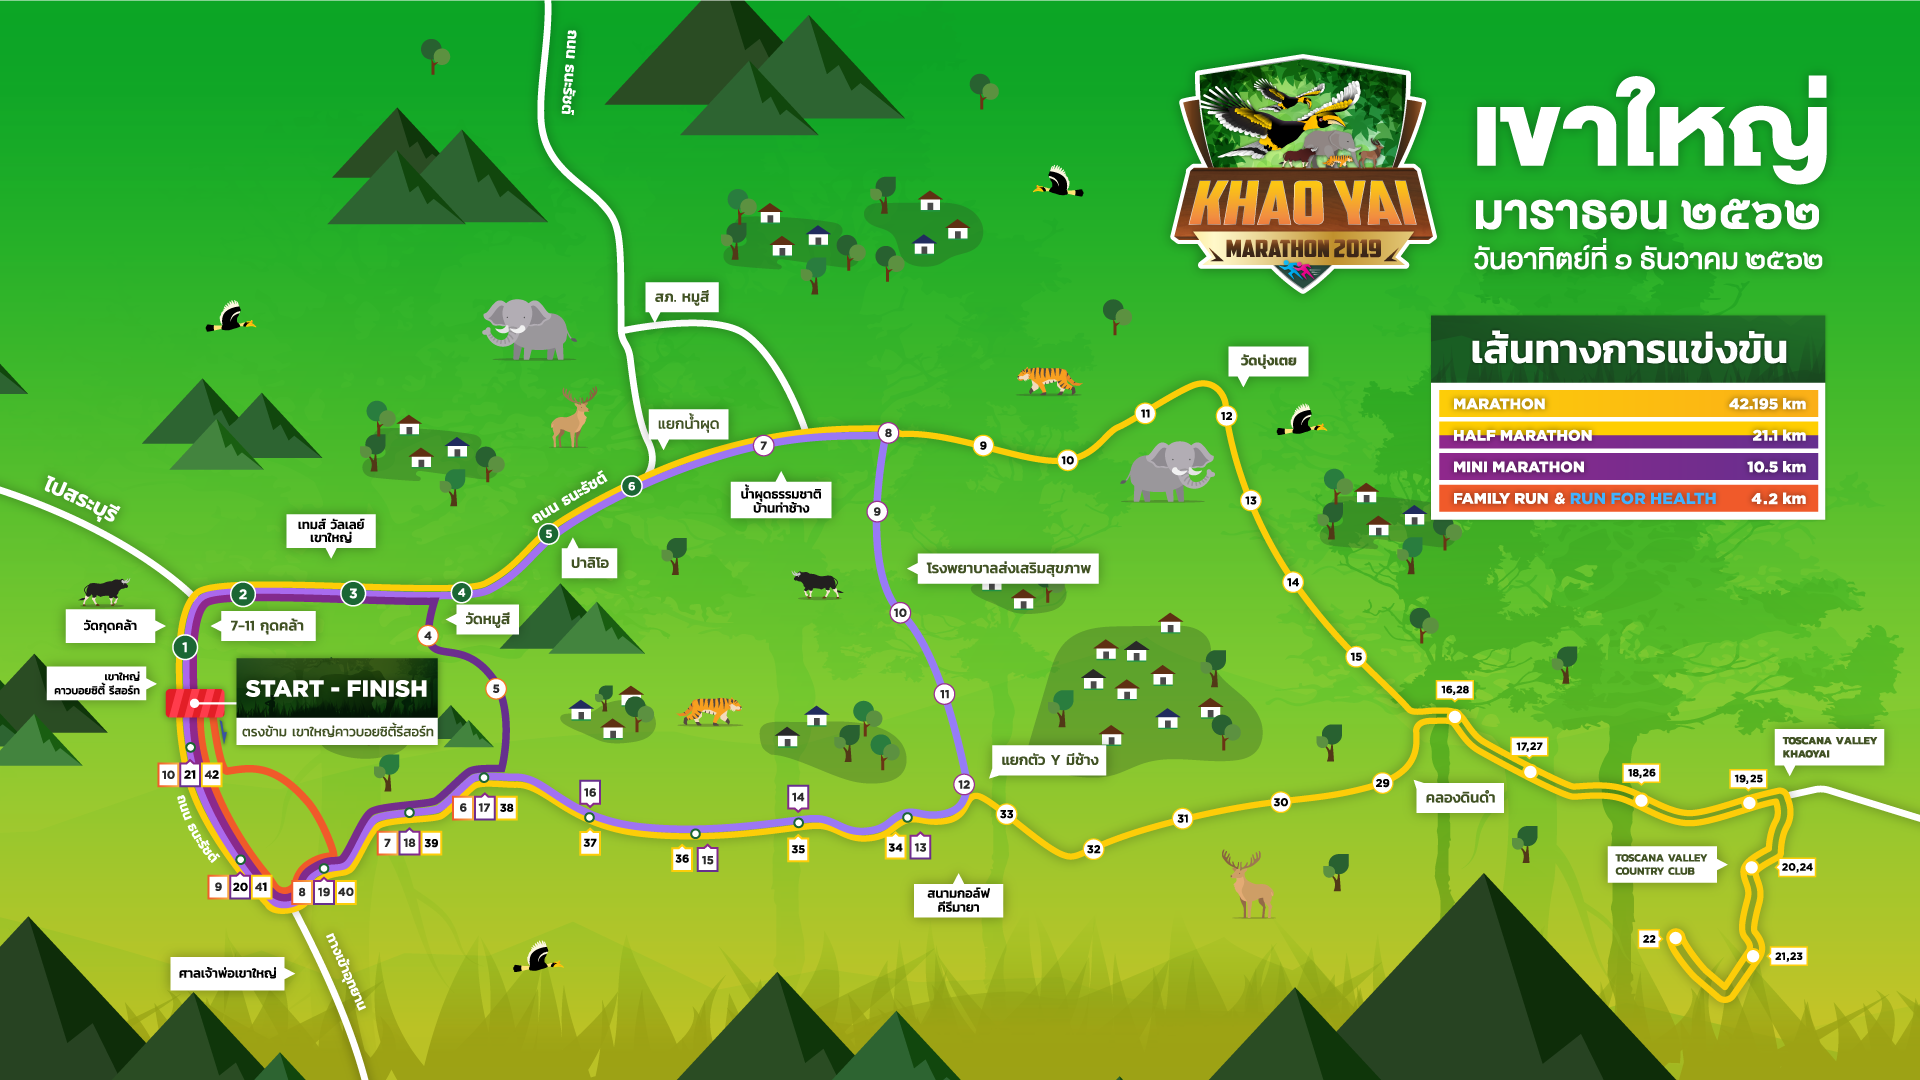 ถนน ธนะรัชต์
KHAO YAI
MARATHON 2019
เขาใหญ่
มาราธอน ๒๕๖๒
วันอาทิตย์ที่ ๑ ธันวาคม ๒๕๖๒
เส้นทางการแข่งขัน
MARATHON 42.195 km
HALF MARATHON 21.1 km
MINI MARATHON 10.5 km
FAMILY RUN & RUN FOR HEALTH 4.2 km
สภ. หมูสี
วัดบุ่งเตย
แยกน้ำผุด
11
12
7
8
9
10
น้ำผุดธรรมชาติ
บ้านท่าช้าง
ถนน ธนะรัชต์
6
5
13
9
ไปสระบุรี
เทมส์ วัลเลย์
เขาใหญ่
ปาลิโอ
โรงพยาบาลส่งเสริมสุขภาพ
14
2
3
4
10
วัดกุดคล้า
7-11 กุดคล้า
วัดหมูสี
4
1
15
เขาใหญ่
คาวบอยซิตี้ รีสอร์ท
START - FINISH
ตรงข้าม เขาใหญ่คาวบอยซิตี้รีสอร์ท
5
11
16,28
17,27
TOSCANA VALLEY
KHAOYAI
แยกตัว Y มีช้าง
10 21 42
18,26
19,25
12
29
คลองดินดำ
16
14
30
6 17 38
33
31
ถนน ธนะรัชต์
7 18 39
37
36 15
35
34 13
32
TOSCANA VALLEY
COUNTRY CLUB
20,24
9 20 41
8 19 40
สนามกอล์ฟ
คีรีมายา
22
21,23
ศาลเจ้าพ่อเขาใหญ่
ทางเข้าอุทยาน